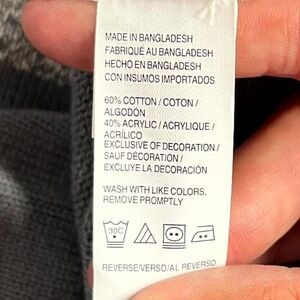 MADE IN BANGLADESH
FABRIQUÉ AU BANGLADESH
HECHO EN BANGLADESH
CON INSUMOS IMPORTADOS
60% COTTON / COTON /
ALGODÓN
40% ACRYLIC / ACRYLIQUE /
ACRÍLICO
EXCLUSIVE OF DECORATION /
SAUF DÉCORATION /
EXCLUYE LA DECORACIÓN
WASH WITH LIKE COLORS,
REMOVE PROMPTLY
30C
REVERSE/VERSO/AL REVERSO